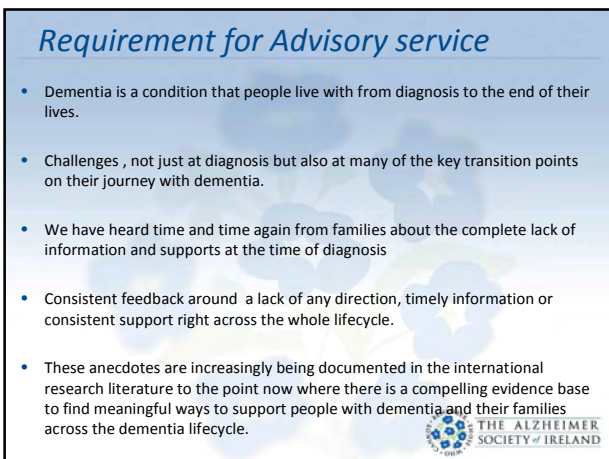 Requirement for Advisory service
• Dementia is a condition that people live with from diagnosis to the end of their
lives.
• Challenges , not just at diagnosis but also at many of the key transition points
on their journey with dementia.
• We have heard time and time again from families about the complete lack of
information and supports at the time of diagnosis
• Consistent feedback around a lack of any direction, timely information or
consistent support right across the whole lifecycle.
• These anecdotes are increasingly being documented in the international
research literature to the point now where there is a compelling evidence base
to find meaningful ways to support people with dementia and their families
across the dementia lifecycle.
THE ALZHEIMER
SOCIETY of IRELAND